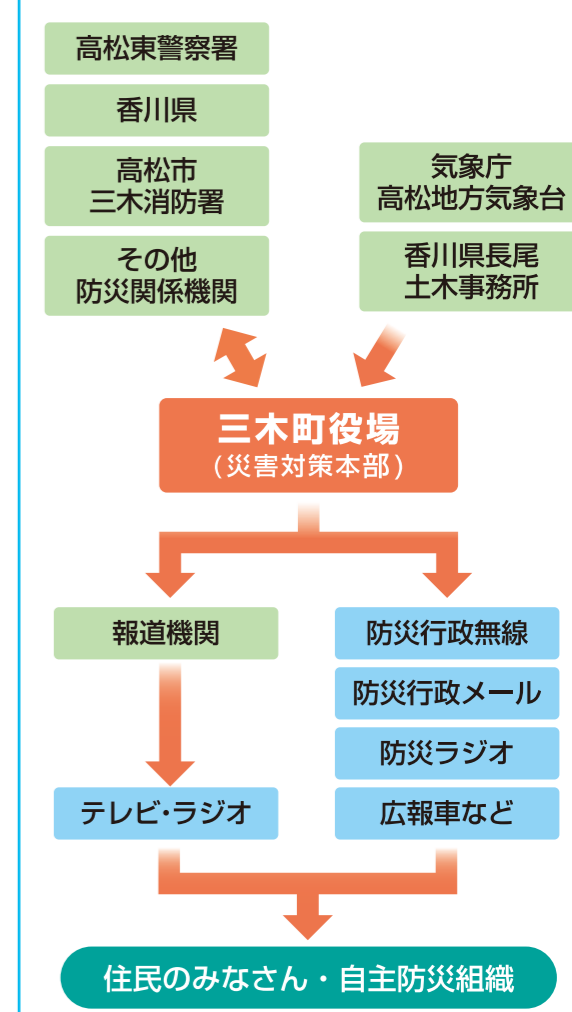 高松東警察署
香川県
高松市
三木消防署
その他
防災関係機関
気象庁
高松地方気象台
香川県長尾
土木事務所
三木町役場
(災害対策本部)
報道機関
テレビ・ラジオ
防災行政無線
防災行政メール
防災ラジオ
広報車など
住民のみなさん・自主防災組織